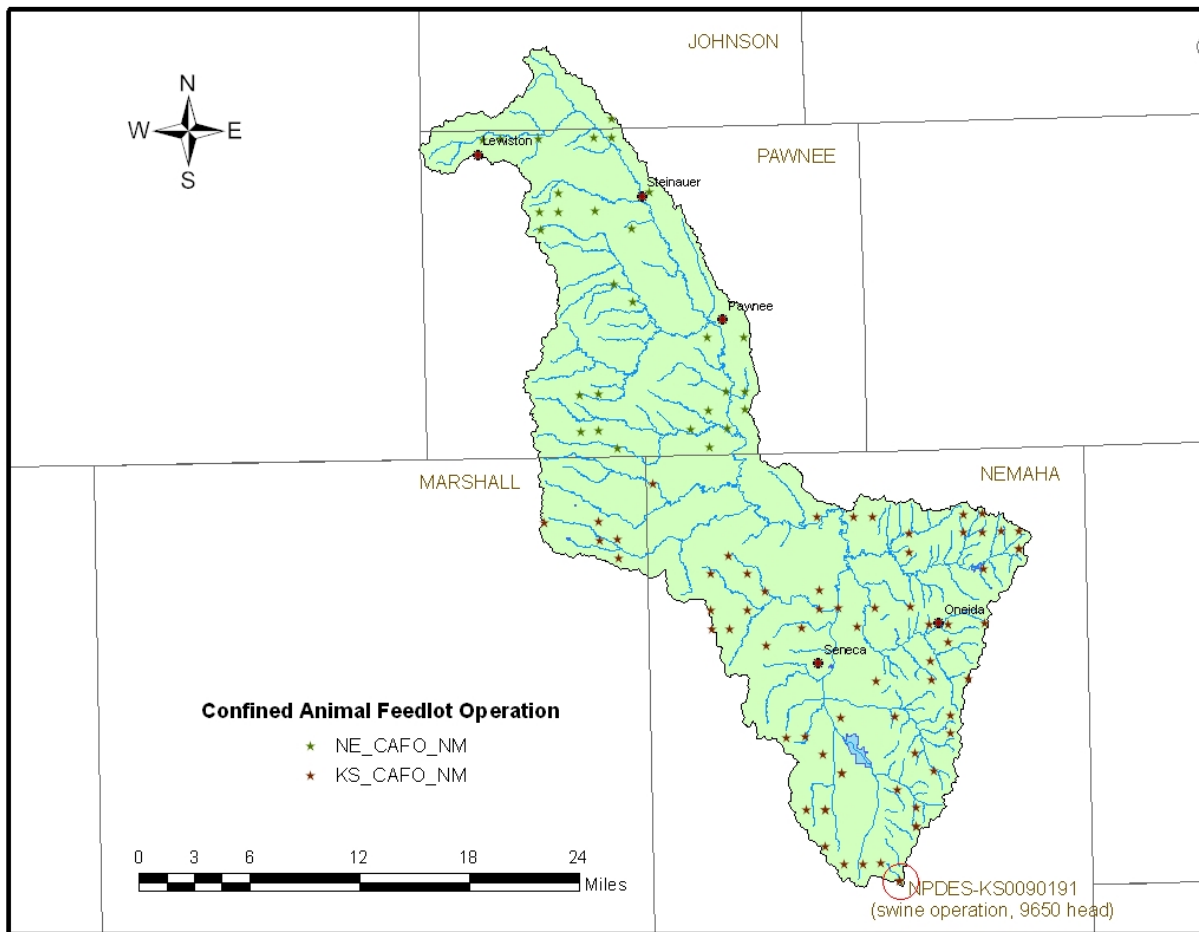 JOHNSON
N
W
E
S
Lewiston
PAWNEE
Steinauer
Pawnee
MARSHALL
NEMAHA
Oneida
Seneca
Confined Animal Feedlot Operation
NE_CAFO_NM
KS_CAFO_NM
0 3 6 12 18 24
Miles
NPDES-KS0090191
(swine operation, 9650 head)